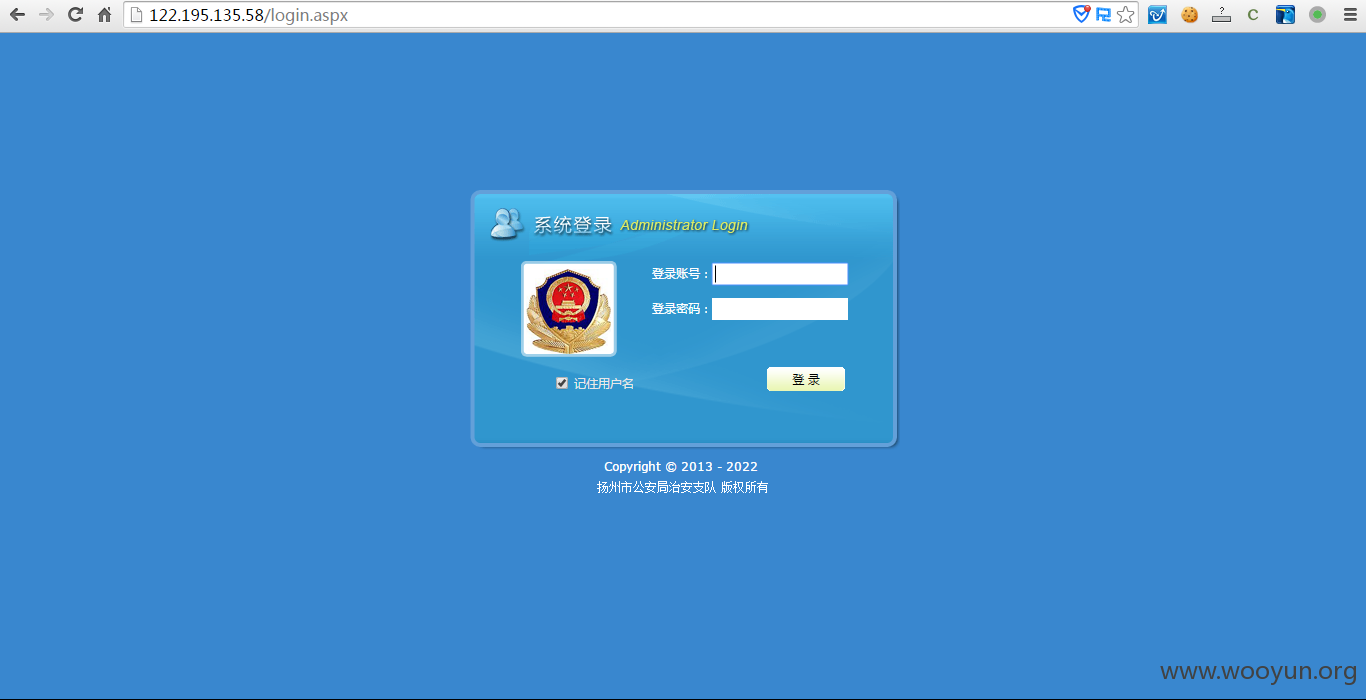 122.195.135.58/login.aspx
系统登录 Administrator Login
登录账号：
登录密码：
记住用户名
登 录
Copyright © 2013 - 2022
扬州市公安局治安支队 版权所有
www.wooyun.org